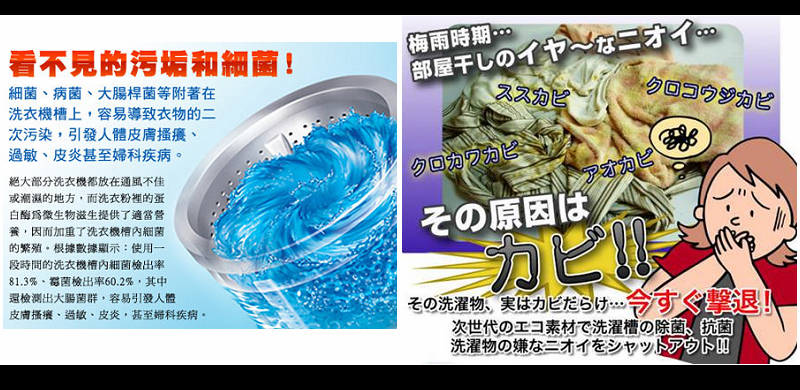 看不見的污垢和細菌！
細菌、病菌、大腸桿菌等附著在
洗衣機槽上，容易導致衣物的二
次污染，引發人體皮膚搔癢、
過敏、皮炎甚至婦科疾病。
絕大部分洗衣機都放在通風不佳
或潮濕的地方，而洗衣粉裡的蛋
白酶為微生物滋生提供了適當營
養，因而加重了洗衣機槽內細菌
的繁殖。根據數據顯示：使用一
段時間的洗衣機槽內細菌檢出率
81.3%、霉菌檢出率60.2%，其中
還檢測出大腸菌群，容易引發人體
皮膚搔癢、過敏、皮炎，甚至婦科疾病。
梅雨時期…
部屋干しのイヤ〜なニオイ…
ススカビ
クロコウジカビ
クロカワカビ
アオカビ
その原因は
カビ!!
その洗濯物、実はカビだらけ…今すぐ撃退!
次世代のエコ素材で洗濯槽の除菌、抗菌
洗濯物の嫌なニオイをシャットアウト!!